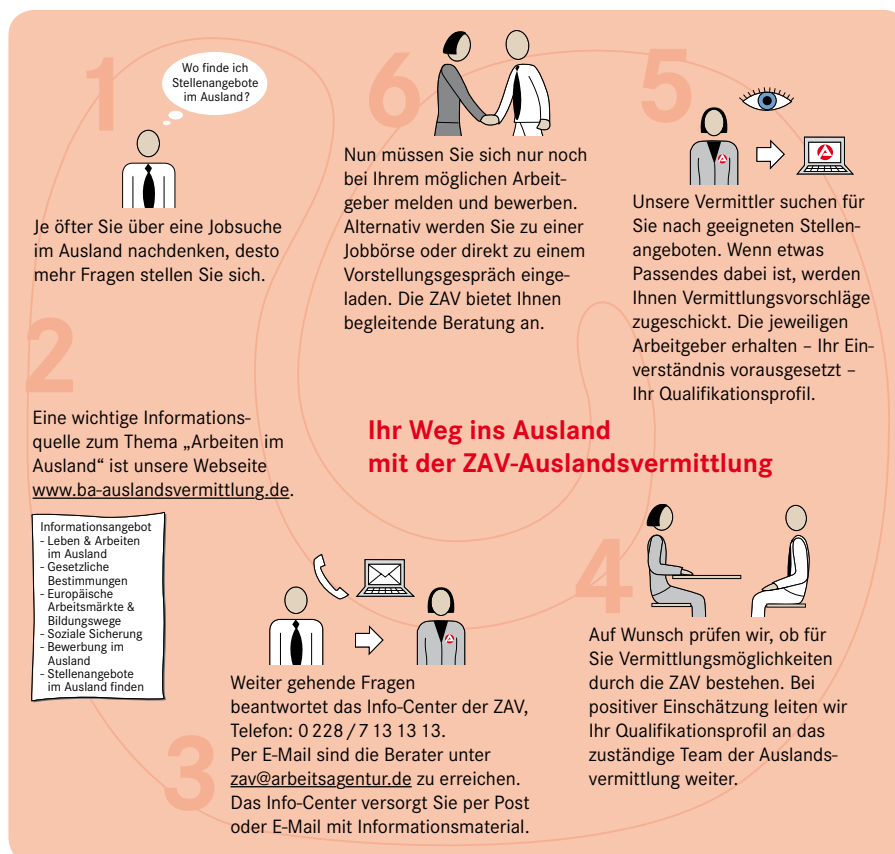 1
Wo finde ich
Stellenangebote
im Ausland?
Je öfter Sie über eine Jobsuche
im Ausland nachdenken, desto
mehr Fragen stellen Sie sich.
2
Eine wichtige Informations-
quelle zum Thema „Arbeiten im
Ausland“ ist unsere Webseite
www.ba-auslandsvermittlung.de.
Informationsangebot
- Leben & Arbeiten
im Ausland
- Gesetzliche
Bestimmungen
- Europäische
Arbeitsmärkte &
Bildungswege
- Soziale Sicherung
- Bewerbung im
Ausland
- Stellenangebote
im Ausland finden
3
Weiter gehende Fragen
beantwortet das Info-Center der ZAV,
Telefon: 0 228 / 7 13 13 13.
Per E-Mail sind die Berater unter
zav@arbeitsagentur.de zu erreichen.
Das Info-Center versorgt Sie per Post
oder E-Mail mit Informationsmaterial.
4
Auf Wunsch prüfen wir, ob für
Sie Vermittlungsmöglichkeiten
durch die ZAV bestehen. Bei
positiver Einschätzung leiten wir
Ihr Qualifikationsprofil an das
zuständige Team der Auslands-
vermittlung weiter.
5
Unsere Vermittler suchen für
Sie nach geeigneten Stellen-
angeboten. Wenn etwas
Passendes dabei ist, werden
Ihnen Vermittlungsvorschläge
zugeschickt. Die jeweiligen
Arbeitgeber erhalten – Ihr Ein-
verständnis vorausgesetzt –
Ihr Qualifikationsprofil.
6
Nun müssen Sie sich nur noch
bei Ihrem möglichen Arbeit-
geber melden und bewerben.
Alternativ werden Sie zu einer
Jobbörse oder direkt zu einem
Vorstellungsgespräch einge-
laden. Die ZAV bietet Ihnen
begleitende Beratung an.
Ihr Weg ins Ausland
mit der ZAV-Auslandsvermittlung